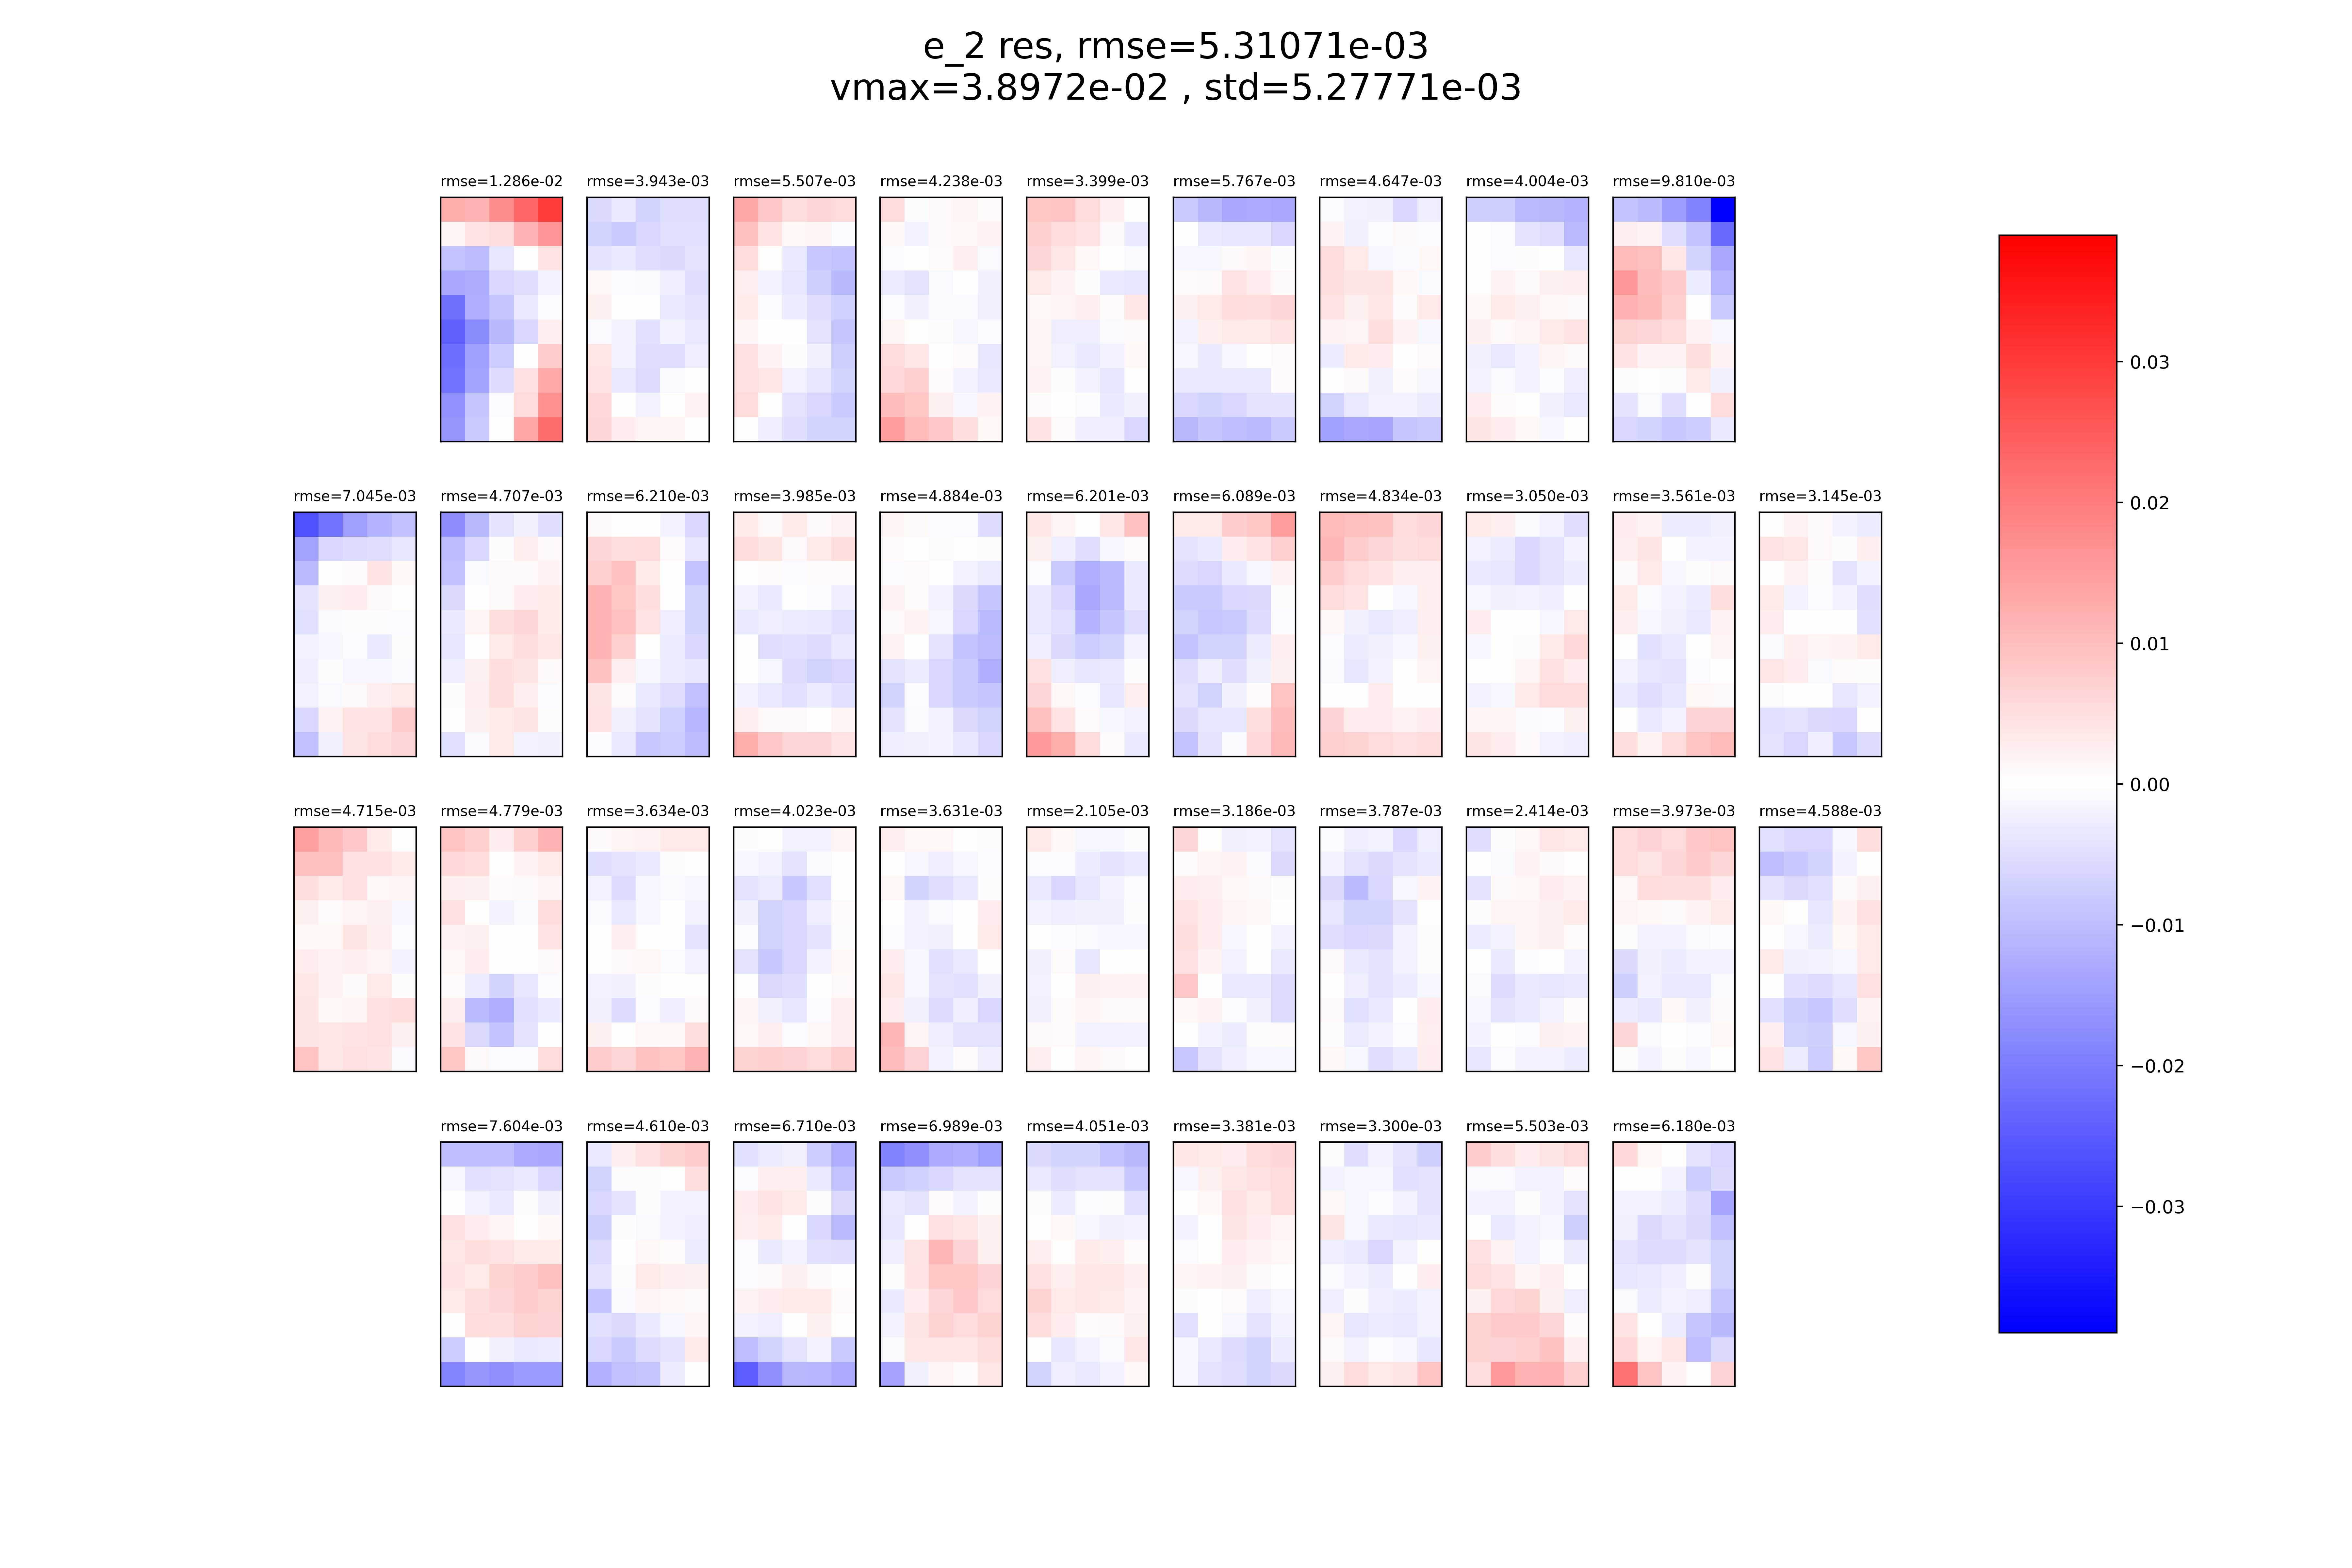 e_2 res, rmse=5.31071e-03
vmax=3.8972e-02 , std=5.27771e-03
rmse=1.286e-02 rmse=3.943e-03 rmse=5.507e-03 rmse=4.238e-03 rmse=3.399e-03 rmse=5.767e-03 rmse=4.647e-03 rmse=4.004e-03 rmse=9.810e-03
rmse=7.045e-03 rmse=4.707e-03 rmse=6.210e-03 rmse=3.985e-03 rmse=4.884e-03 rmse=6.201e-03 rmse=6.089e-03 rmse=4.834e-03 rmse=3.050e-03 rmse=3.561e-03 rmse=3.145e-03
rmse=4.715e-03 rmse=4.779e-03 rmse=3.634e-03 rmse=4.023e-03 rmse=3.631e-03 rmse=2.105e-03 rmse=3.186e-03 rmse=3.787e-03 rmse=2.414e-03 rmse=3.973e-03 rmse=4.588e-03
rmse=7.604e-03 rmse=4.610e-03 rmse=6.710e-03 rmse=6.989e-03 rmse=4.051e-03 rmse=3.381e-03 rmse=3.300e-03 rmse=5.503e-03 rmse=6.180e-03
0.03
0.02
0.01
0.00
−0.01
−0.02
−0.03